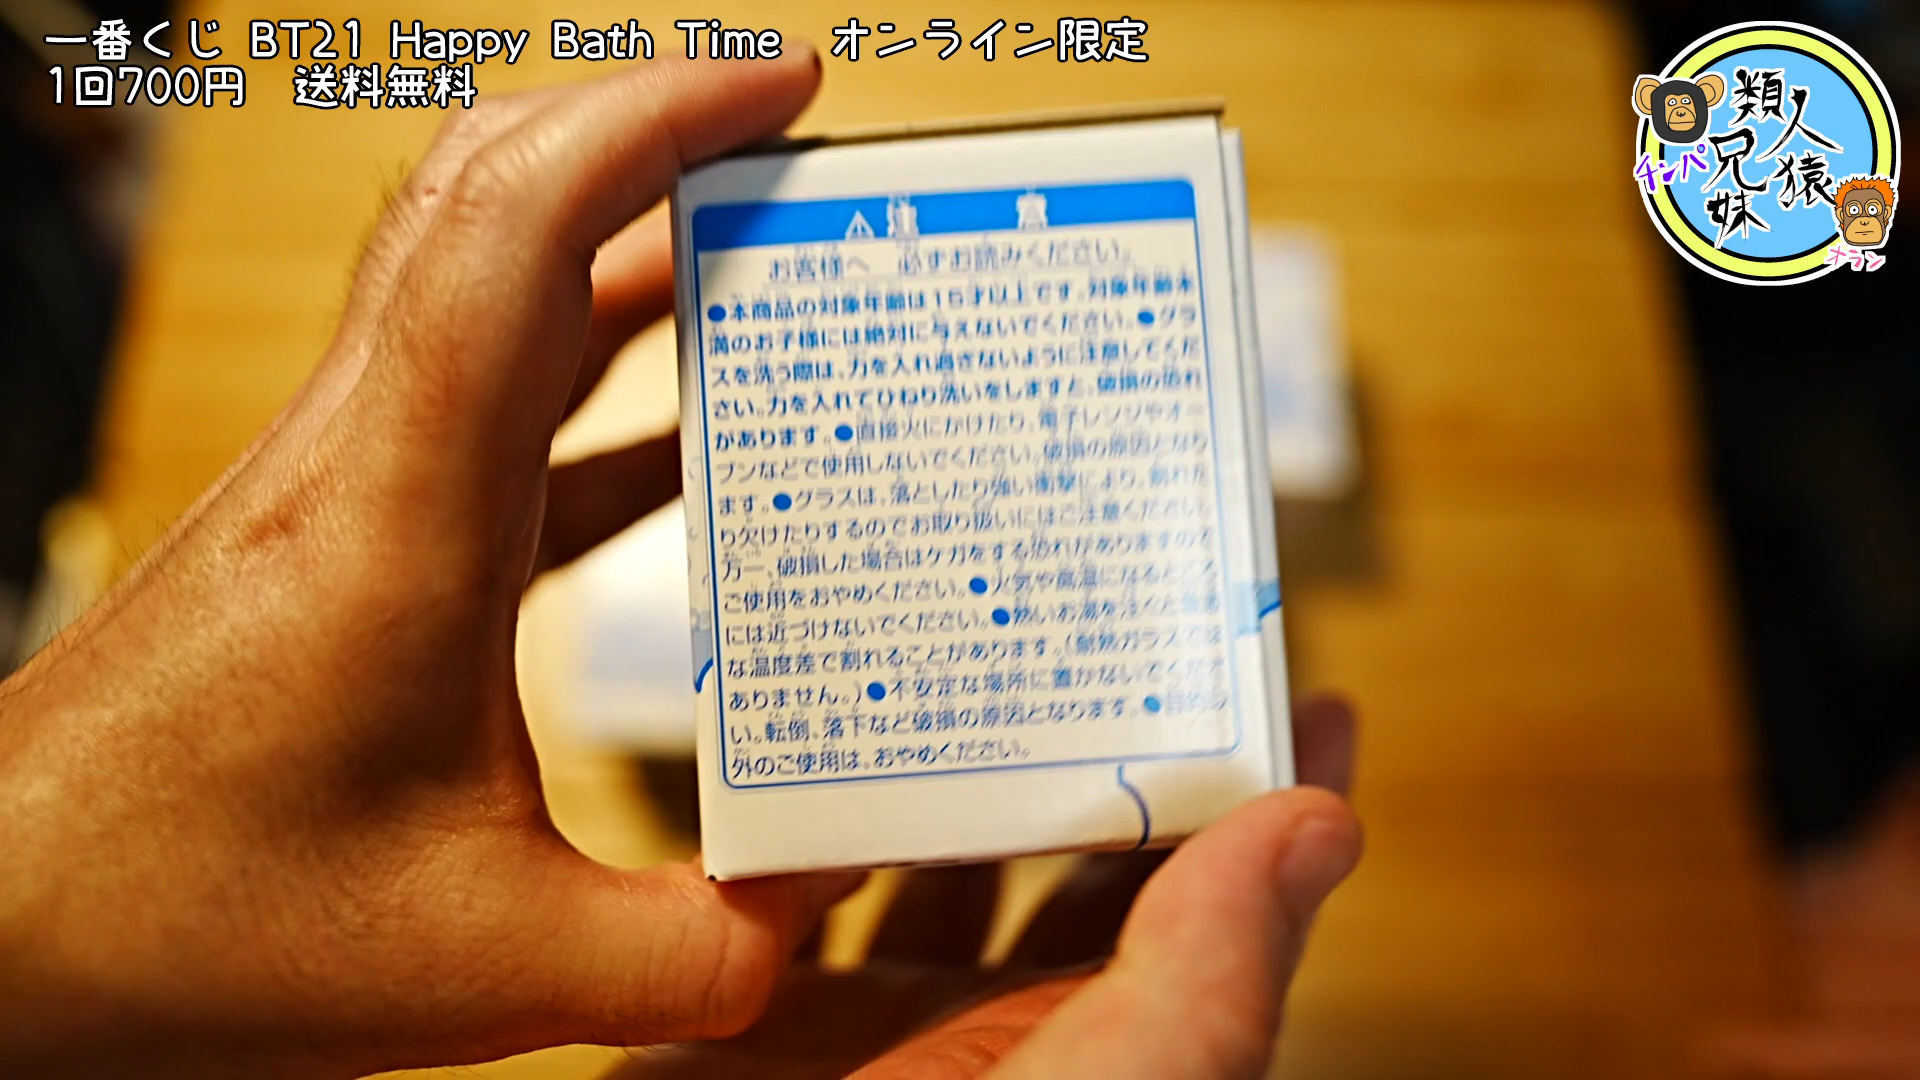 一番くじ BT21 Happy Bath Time　オンライン限定
1回700円　送料無料
類人猿
兄妹
チンパ
オラン
⚠注　意
お客様へ　必ずお読みください。
●本商品の対象年齢は15才以上です。対象年齢未
満のお子様には絶対に与えないでください。●グラ
スを洗う際は、力を入れ過ぎないように注意してくだ
さい。力を入れてひねり洗いをしますと、破損の恐れ
があります。●直接火にかけたり、電子レンジやオー
ブンなどで使用しないでください。破損の原因となり
ます。●グラスは、落としたり強い衝撃により、割れた
り欠けたりするのでお取り扱いにはご注意ください。
万一、破損した場合はケガをする恐れがありますので
ご使用をおやめください。●火気や高温になるところ
には近づけないでください。●熱いお湯を注ぐと急激
な温度差で割れることがあります。(耐熱ガラスでは
ありません。)●不安定な場所に置かないでくださ
い。転倒、落下など破損の原因となります。●目的以
外のご使用は、おやめください。